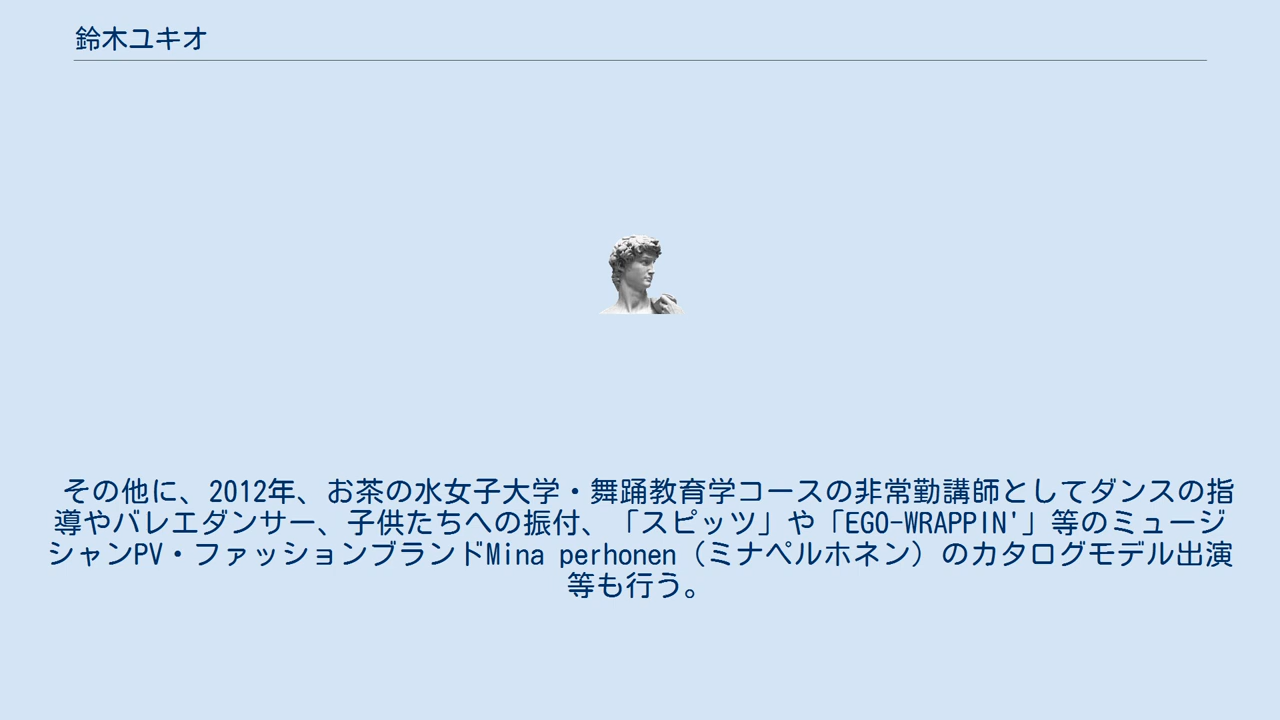 鈴木ユキオ
その他に、2012年、お茶の水女子大学・舞踊教育学コースの非常勤講師としてダンスの指
導やバレエダンサー、子供たちへの振付、「スピッツ」や「EGO-WRAPPIN'」等のミュージ
シャンPV・ファッションブランドMina perhonen（ミナペルホネン）のカタログモデル出演
等も行う。